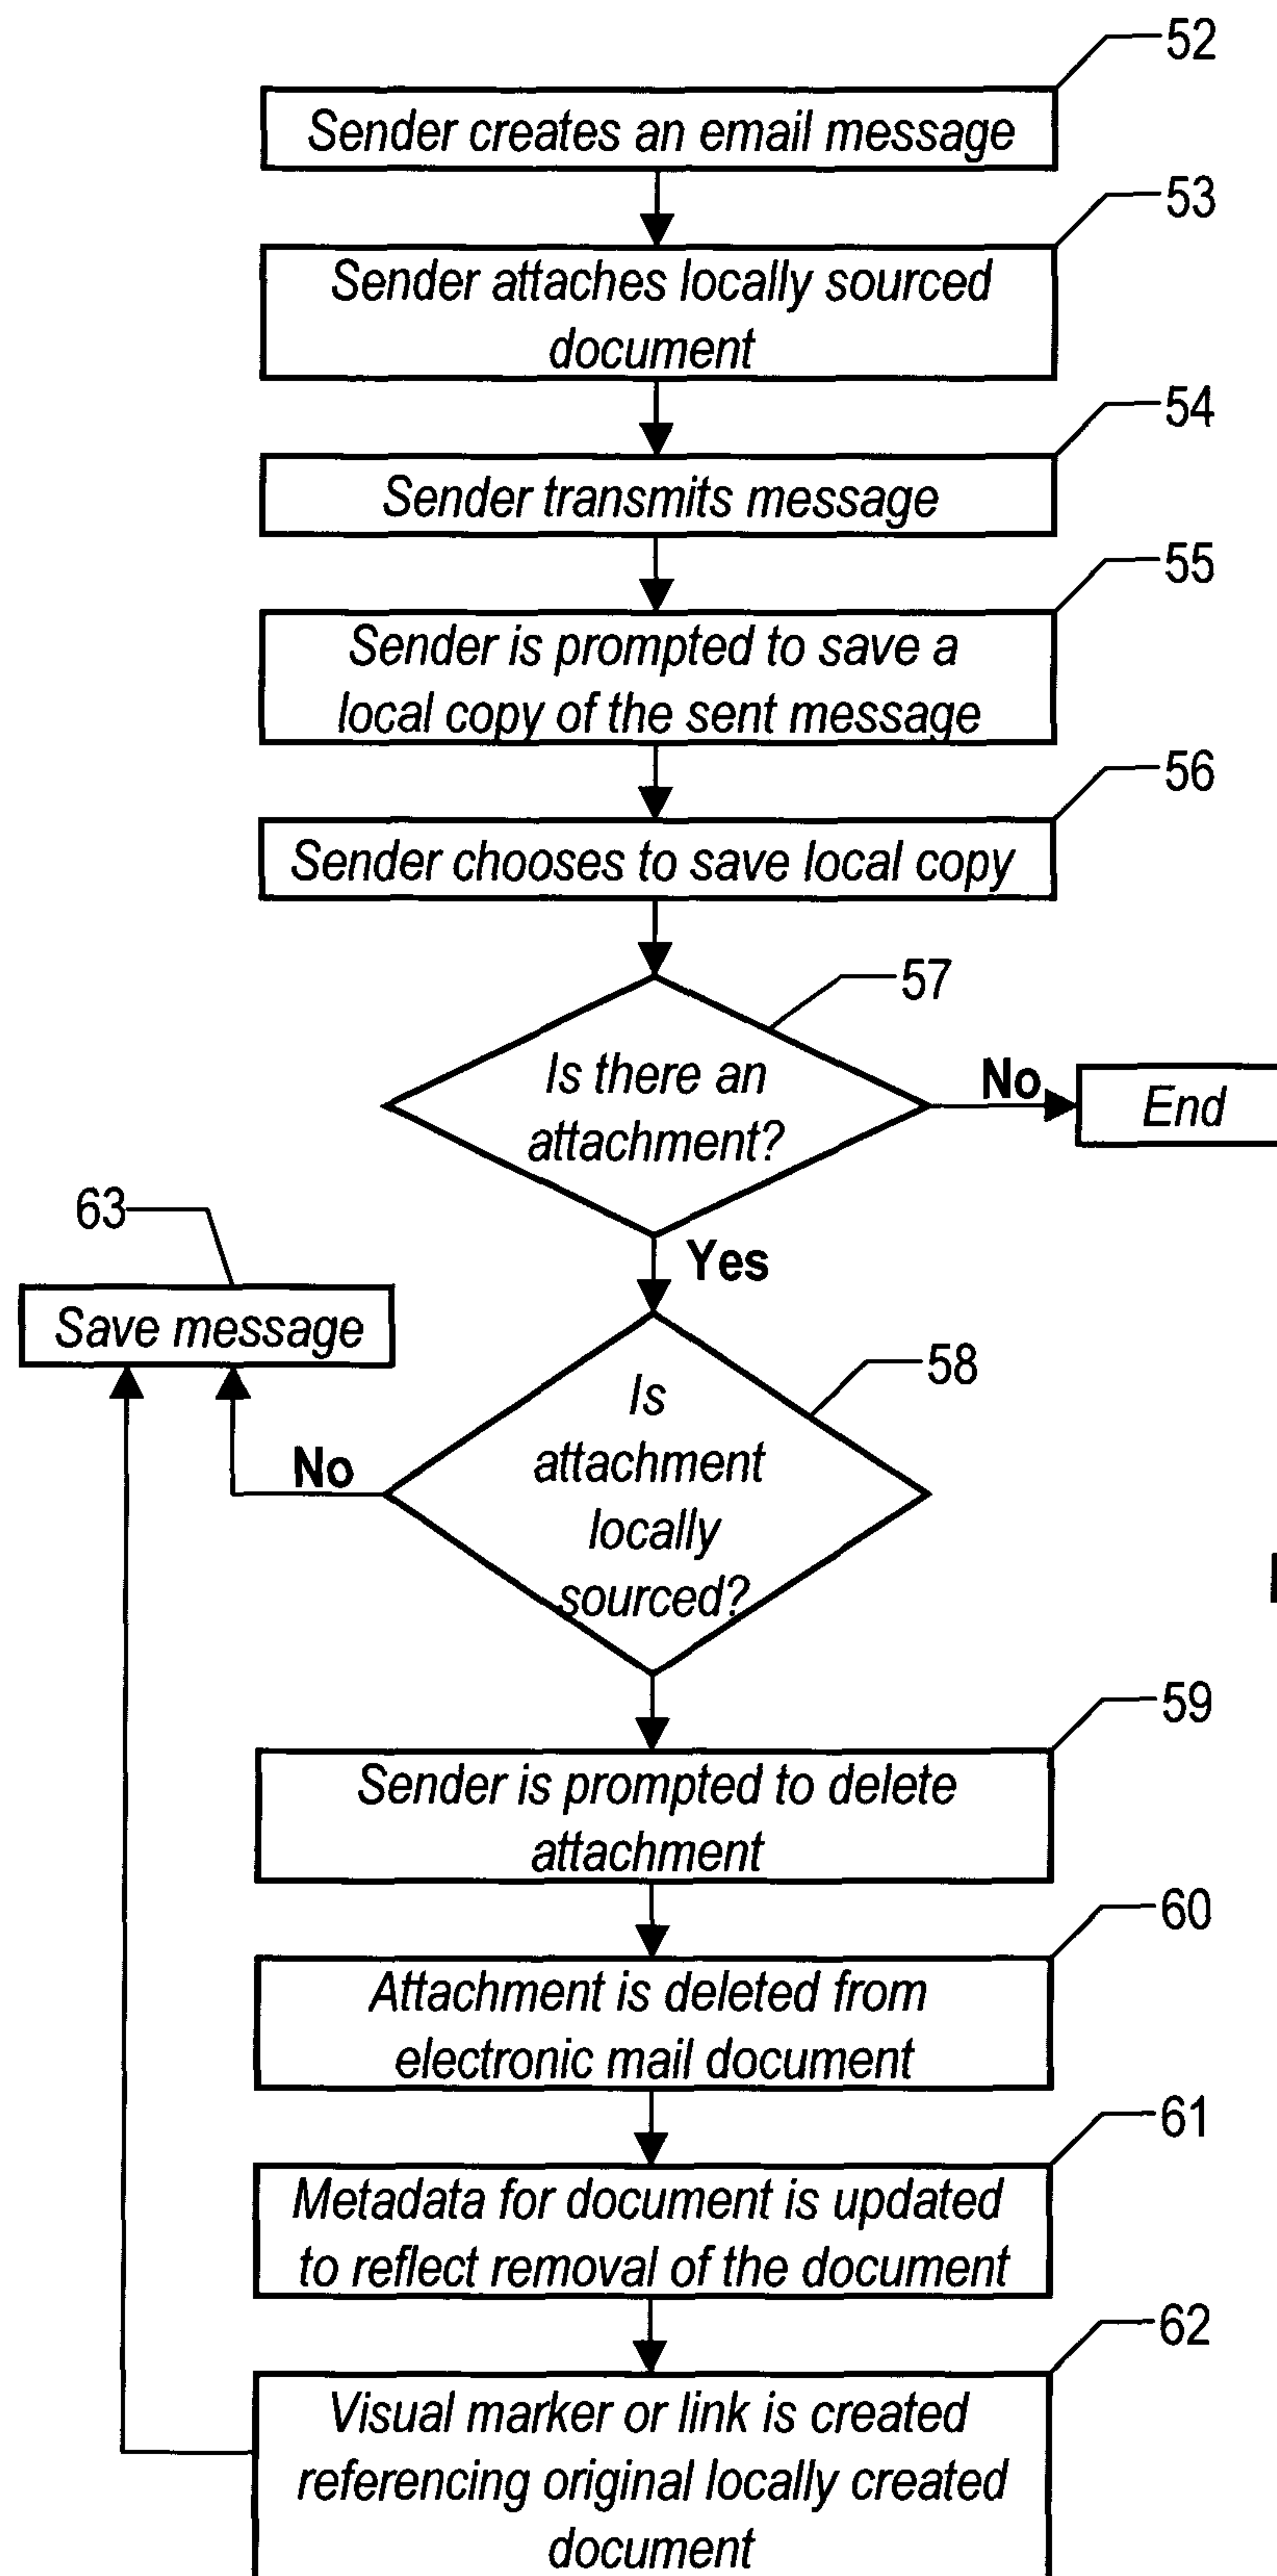 52
Sender creates an email message
53
Sender attaches locally sourced
document
54
Sender transmits message
55
Sender is prompted to save a
local copy of the sent message
56
Sender chooses to save local copy
57
Is there an
attachment?
No
End
Yes
63
Save message
58
Is
attachment
locally
sourced?
No
59
Sender is prompted to delete
attachment
60
Attachment is deleted from
electronic mail document
61
Metadata for document is updated
to reflect removal of the document
62
Visual marker or link is created
referencing original locally created
document